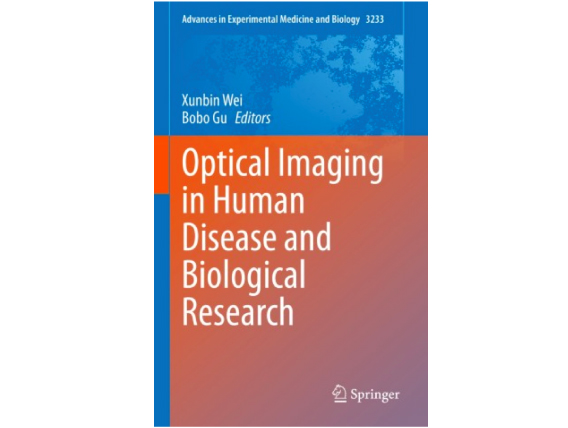 Advances in Experimental Medicine and Biology 3233
Xunbin Wei
Bobo Gu Editors
Optical Imaging
in Human
Disease and
Biological
Research
Springer